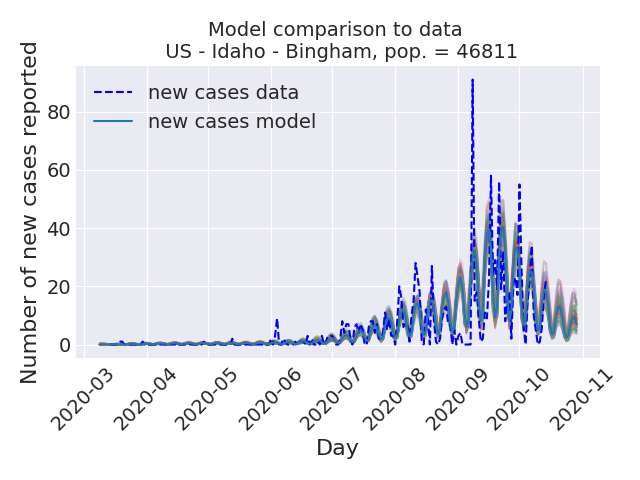 Model comparison to data
US - Idaho - Bingham, pop. = 46811
new cases data
new cases model
Number of new cases reported
80
60
40
20
0
2020-03
2020-04
2020-05
2020-06
2020-07
2020-08
2020-09
2020-10
2020-11
Day